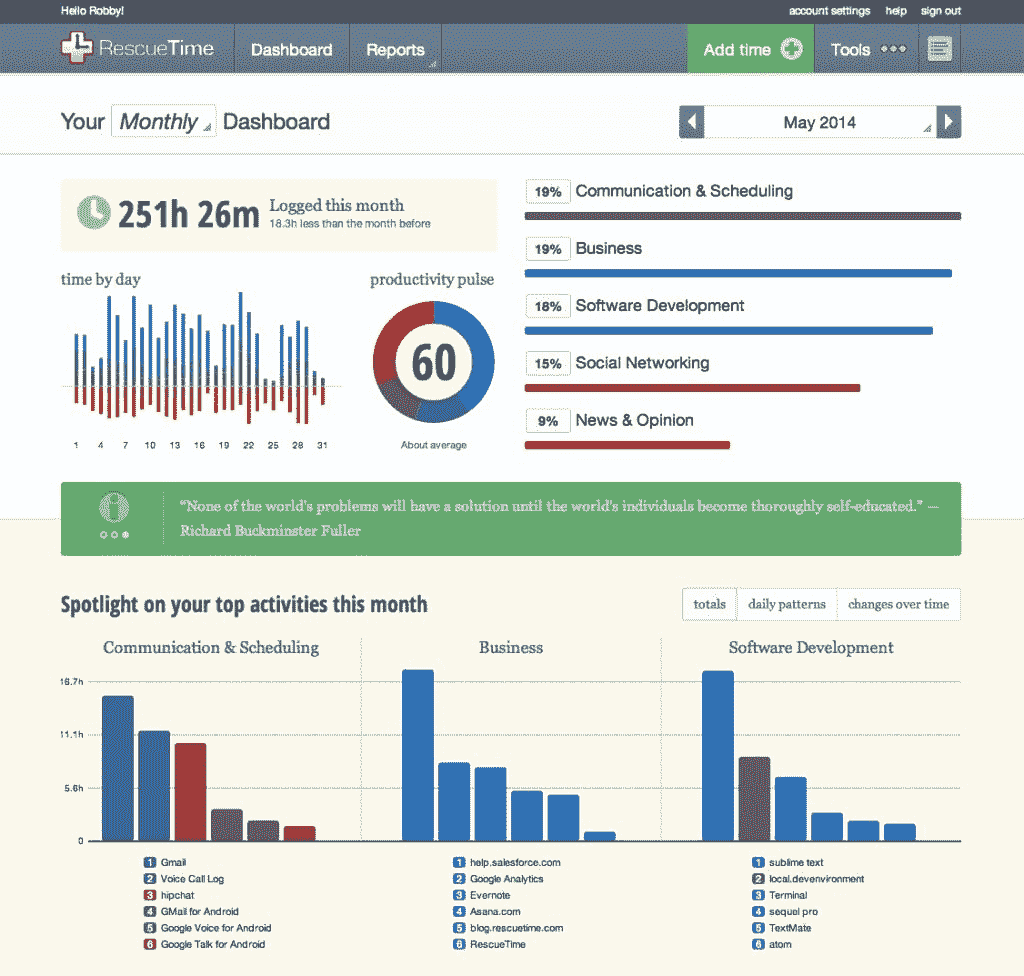 Hello Robby!
account settings help sign out
RescueTime Dashboard Reports Add time Tools
Your Monthly Dashboard
May 2014
251h 26m Logged this month
18.3h less than the month before
time by day
1 4 7 10 13 16 19 22 25 28 31
productivity pulse
60
About average
19% Communication & Scheduling
19% Business
18% Software Development
15% Social Networking
9% News & Opinion
“None of the world's problems will have a solution until the world's individuals become thoroughly self-educated.” —
Richard Buckminster Fuller
Spotlight on your top activities this month
totals daily patterns changes over time
Communication & Scheduling
16.7h
11.1h
5.6h
0
1 Gmail
2 Voice Call Log
3 hipchat
4 GMail for Android
5 Google Voice for Android
6 Google Talk for Android
Business
1 help.salesforce.com
2 Google Analytics
3 Evernote
4 Asana.com
5 blog.rescuetime.com
6 RescueTime
Software Development
1 sublime text
2 local.devenvironment
3 Terminal
4 sequel pro
5 TextMate
6 atom